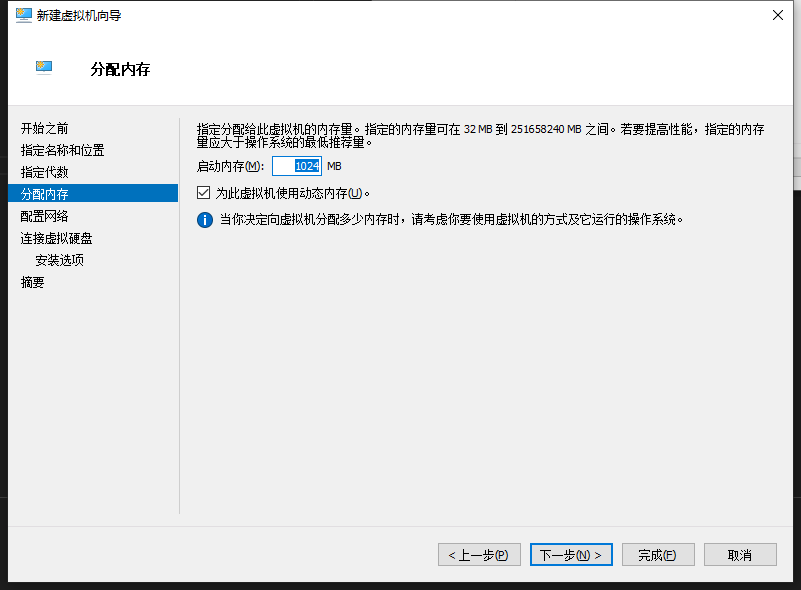 新建虚拟机向导
分配内存
开始之前
指定名称和位置
指定代数
分配内存
配置网络
连接虚拟硬盘
安装选项
摘要
指定分配给此虚拟机的内存量。指定的内存量可在 32 MB 到 251658240 MB 之间。若要提高性能，指定的内存
量应大于操作系统的最低推荐量。
启动内存(M): 1024 MB
为此虚拟机使用动态内存(U)。
当你决定向虚拟机分配多少内存时，请考虑你要使用虚拟机的方式及它运行的操作系统。
< 上一步(P) 下一步(N) > 完成(F) 取消